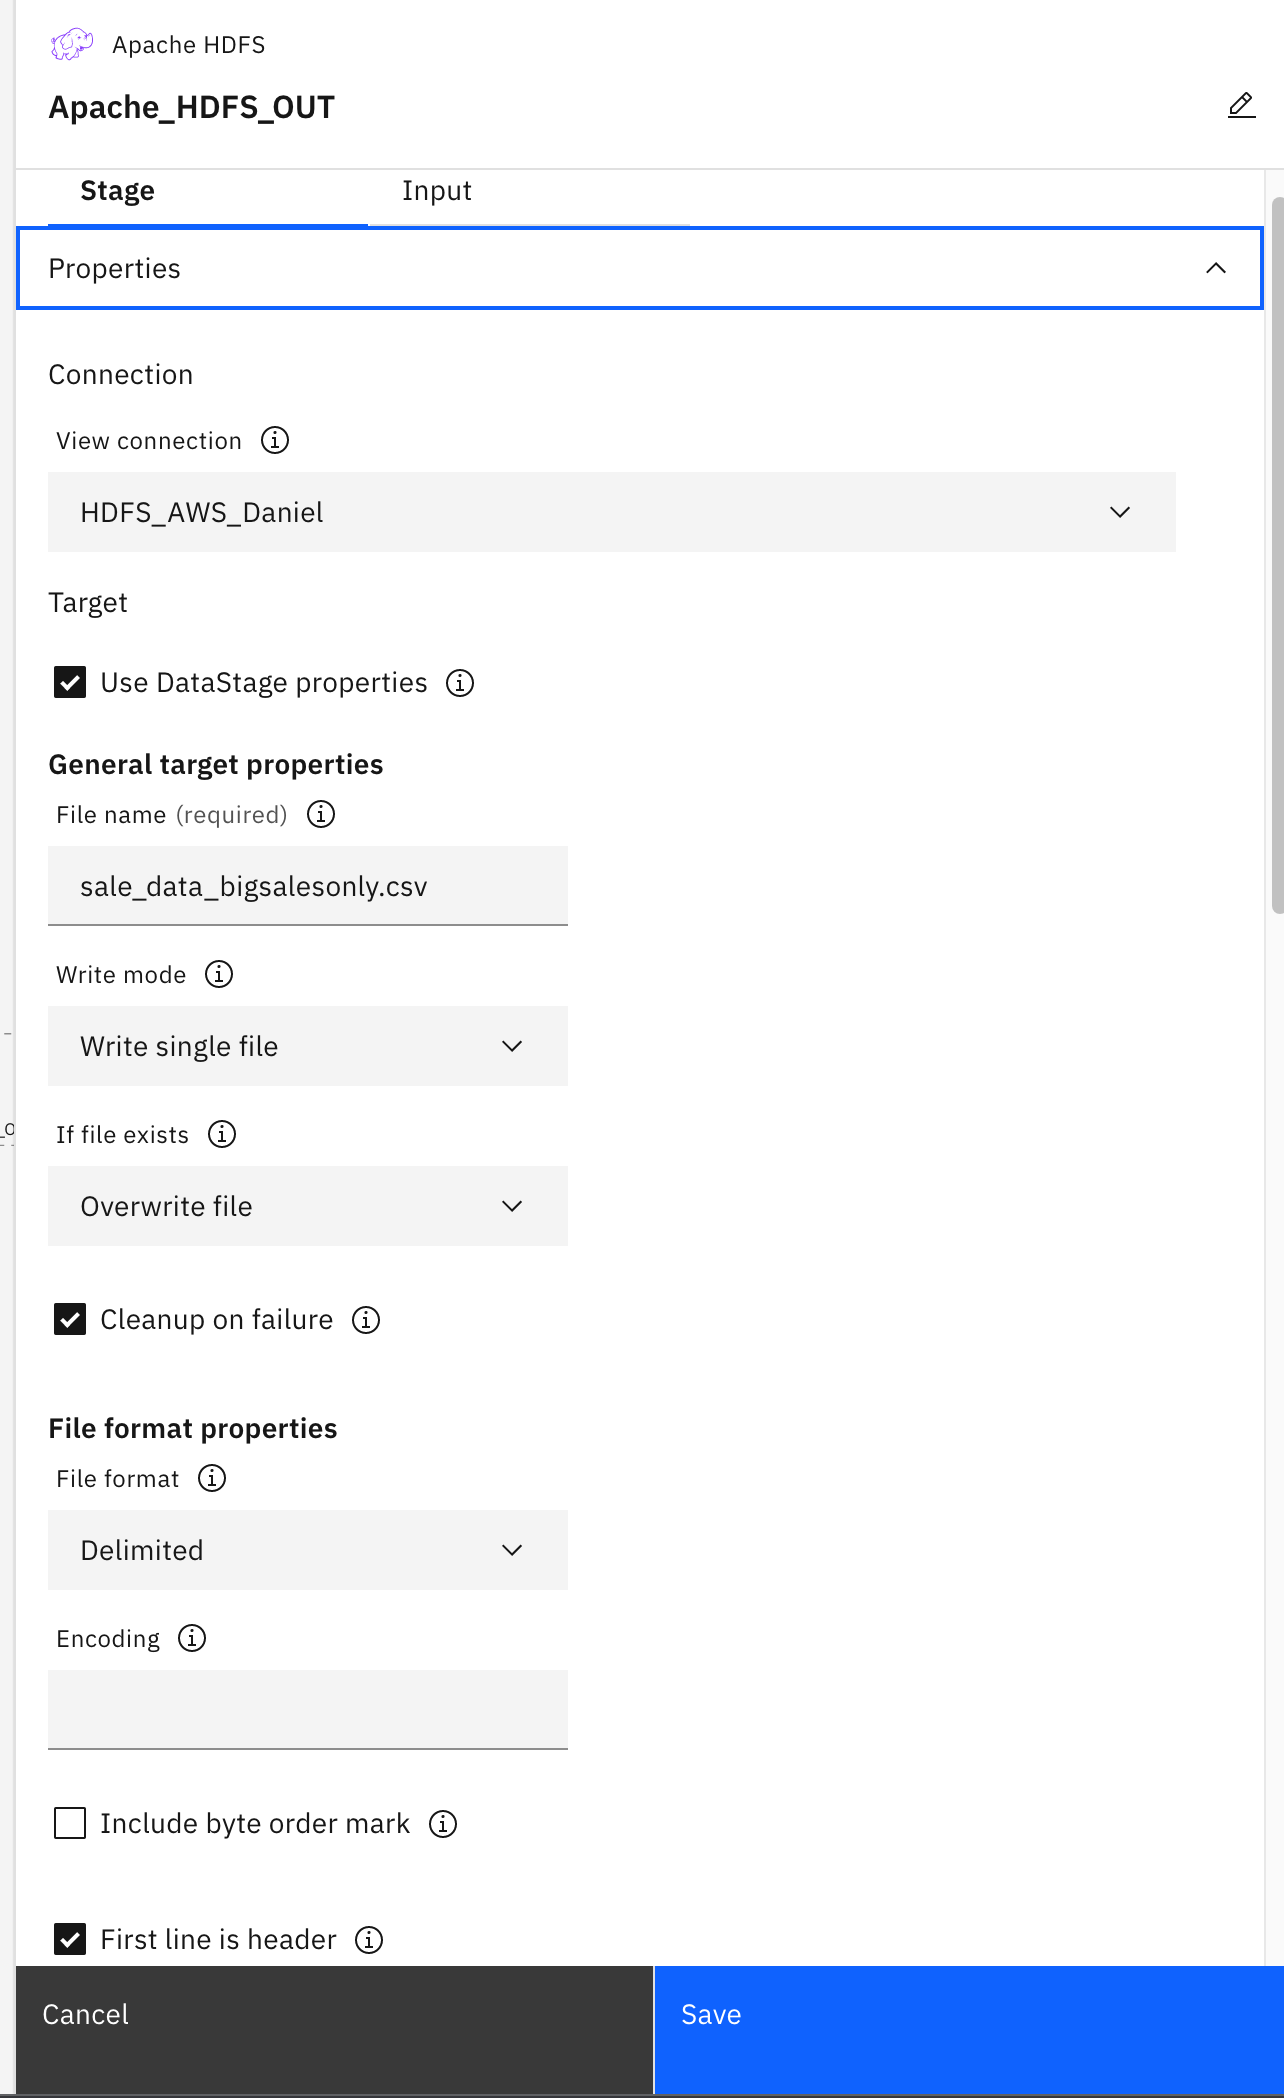 Apache HDFS
Apache_HDFS_OUT
Stage Input
Properties
Connection
View connection
HDFS_AWS_Daniel
Target
Use DataStage properties
General target properties
File name (required)
sale_data_bigsalesonly.csv
Write mode
Write single file
_o
If file exists
Overwrite file
Cleanup on failure
File format properties
File format
Delimited
Encoding
Include byte order mark
First line is header
Cancel Save